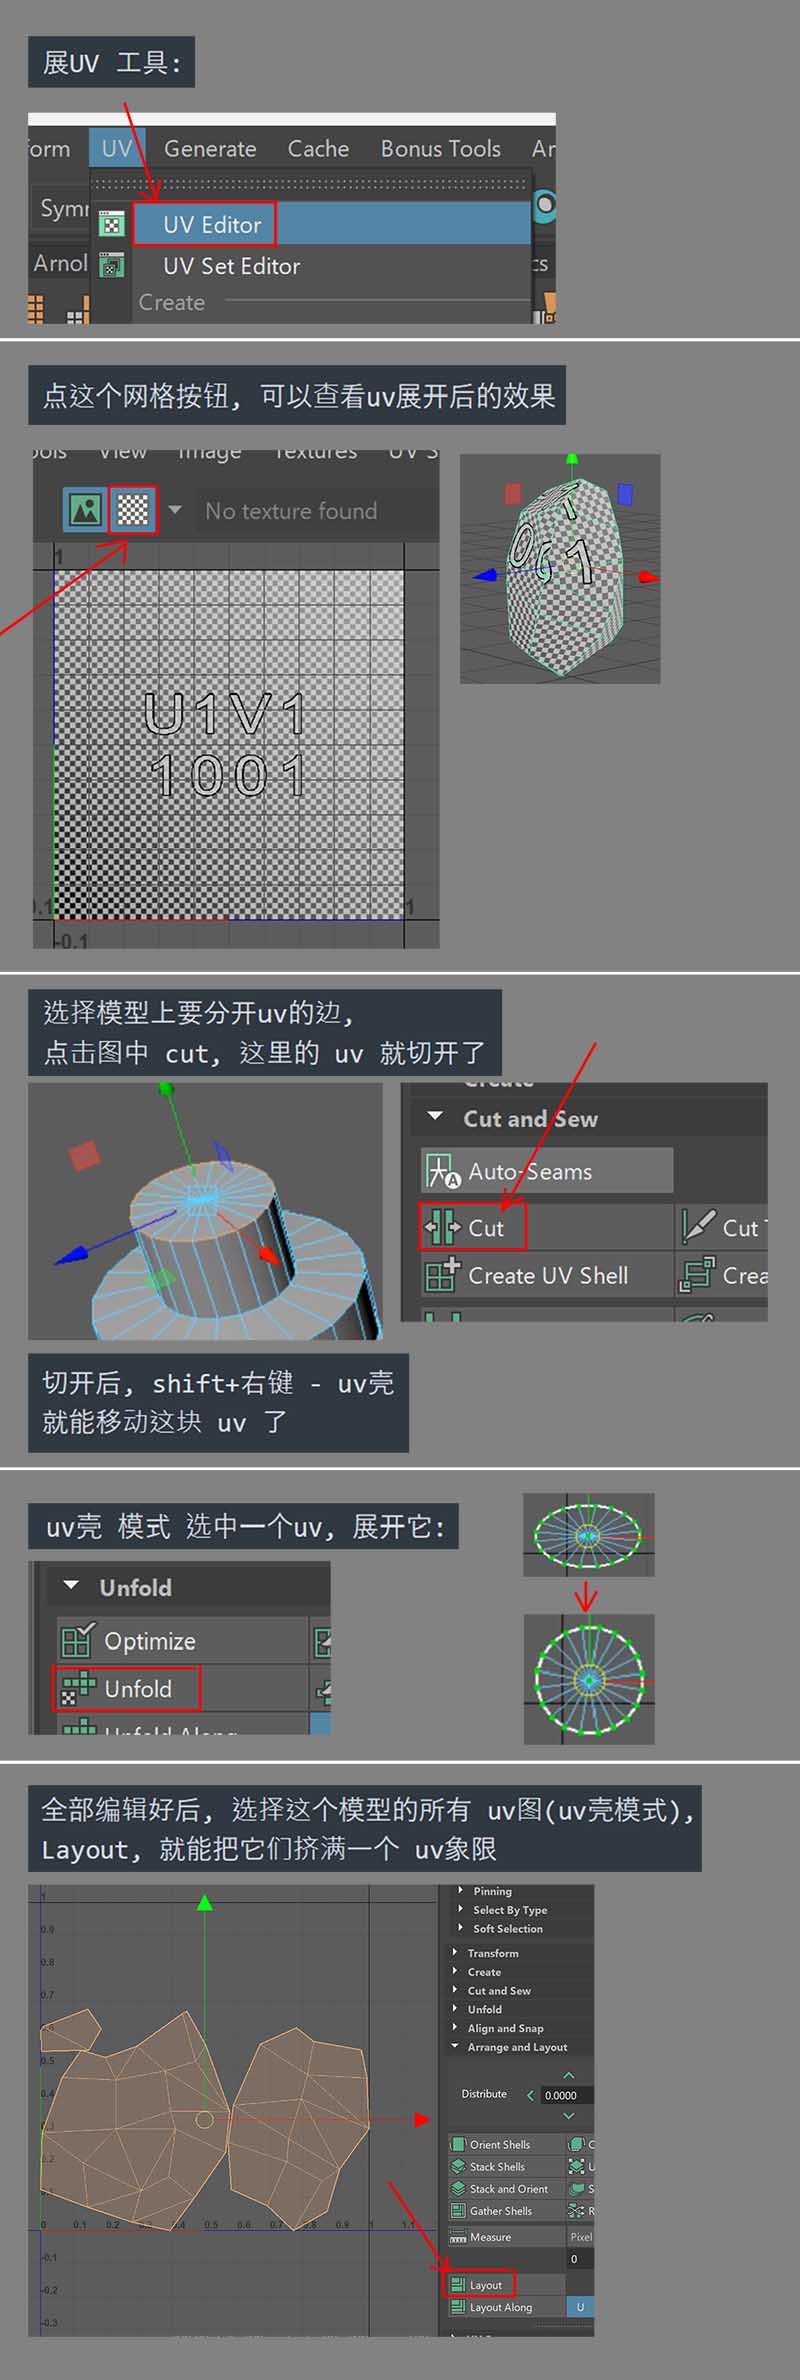 展UV 工具:
orm UV Generate Cache Bonus Tools Ar
Symr
UV Editor
Arnol
UV Set Editor
cs
Create
点这个网格按钮, 可以查看uv展开后的效果
ools View Image Textures UV S
No texture found
1
U1V1
1001
0.1
1
-0.1
选择模型上要分开uv的边,
点击图中 cut, 这里的 uv 就切开了
Create
Cut and Sew
Auto-Seams
Cut
Cut T
Create UV Shell
Crea
切开后, shift+右键 - uv壳
就能移动这块 uv 了
uv壳 模式 选中一个uv, 展开它:
Unfold
Optimize
Unfold
Unfold Along
全部编辑好后, 选择这个模型的所有 uv图(uv壳模式),
Layout, 就能把它们挤满一个 uv象限
1
0.9
0.8
0.7
0.6
0.5
0.4
0.3
0.2
0.1
0 0.1 0.2 0.3 0.4 0.5 0.6 0.7 0.8 0.9 1 1.1
-0.1
-0.2
-0.3
Pinning
Select By Type
Soft Selection
Transform
Create
Cut and Sew
Unfold
Align and Snap
Arrange and Layout
Distribute
0.0000
Orient Shells
C
Stack Shells
U
Stack and Orient
S
Gather Shells
R
Measure
Pixel
0
Layout
Layout Along
U